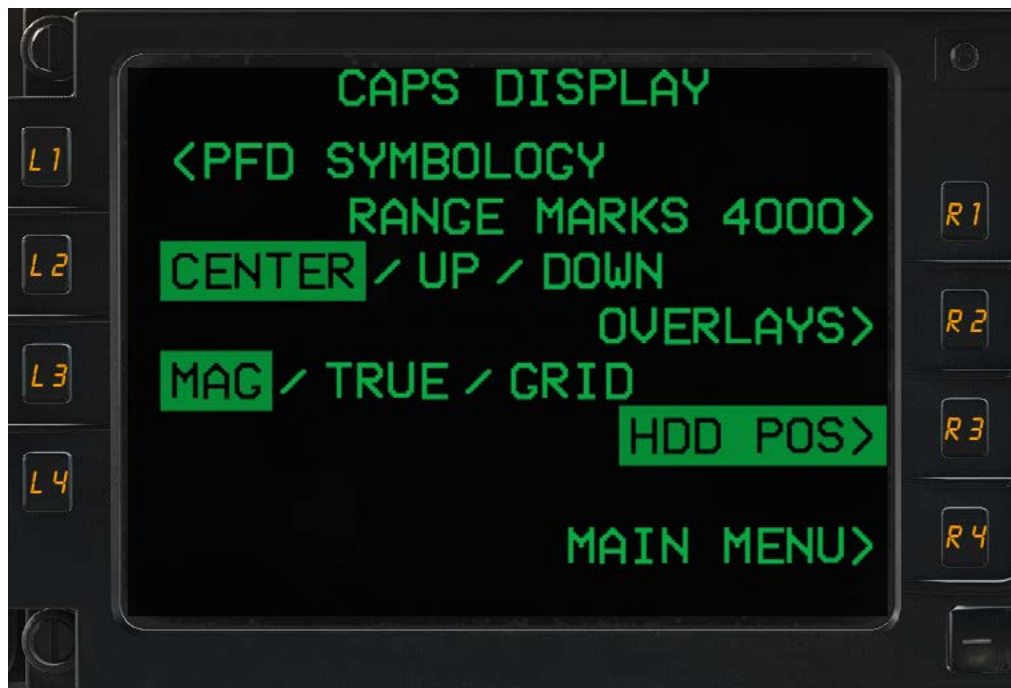 CAPS DISPLAY
L1
<PFD SYMBOLOGY
RANGE MARKS 4000>
R1
L2
CENTER / UP / DOWN
OVERLAYS>
R2
L3
MAG / TRUE / GRID
HDD POS>
R3
L4
MAIN MENU>
R4